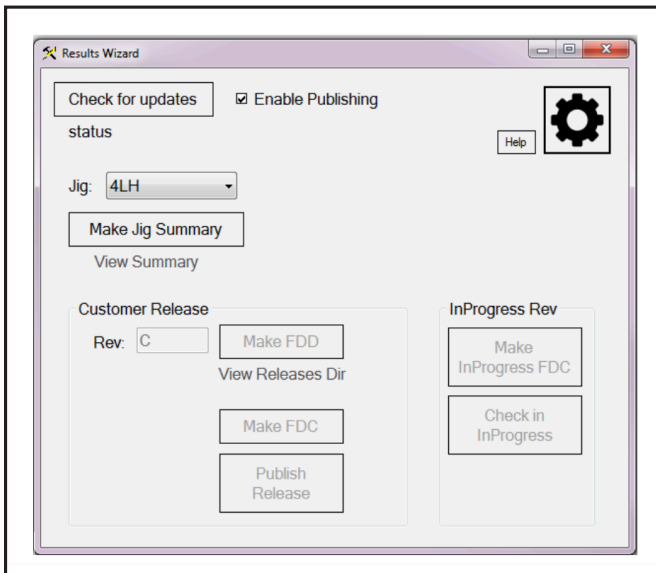 Results Wizard
Check for updates
Enable Publishing
status
Help
Jig:
4LH
Make Jig Summary
View Summary
Customer Release
Rev:
C
Make FDD
View Releases Dir
Make FDC
Publish
Release
InProgress Rev
Make
InProgress FDC
Check in
InProgress